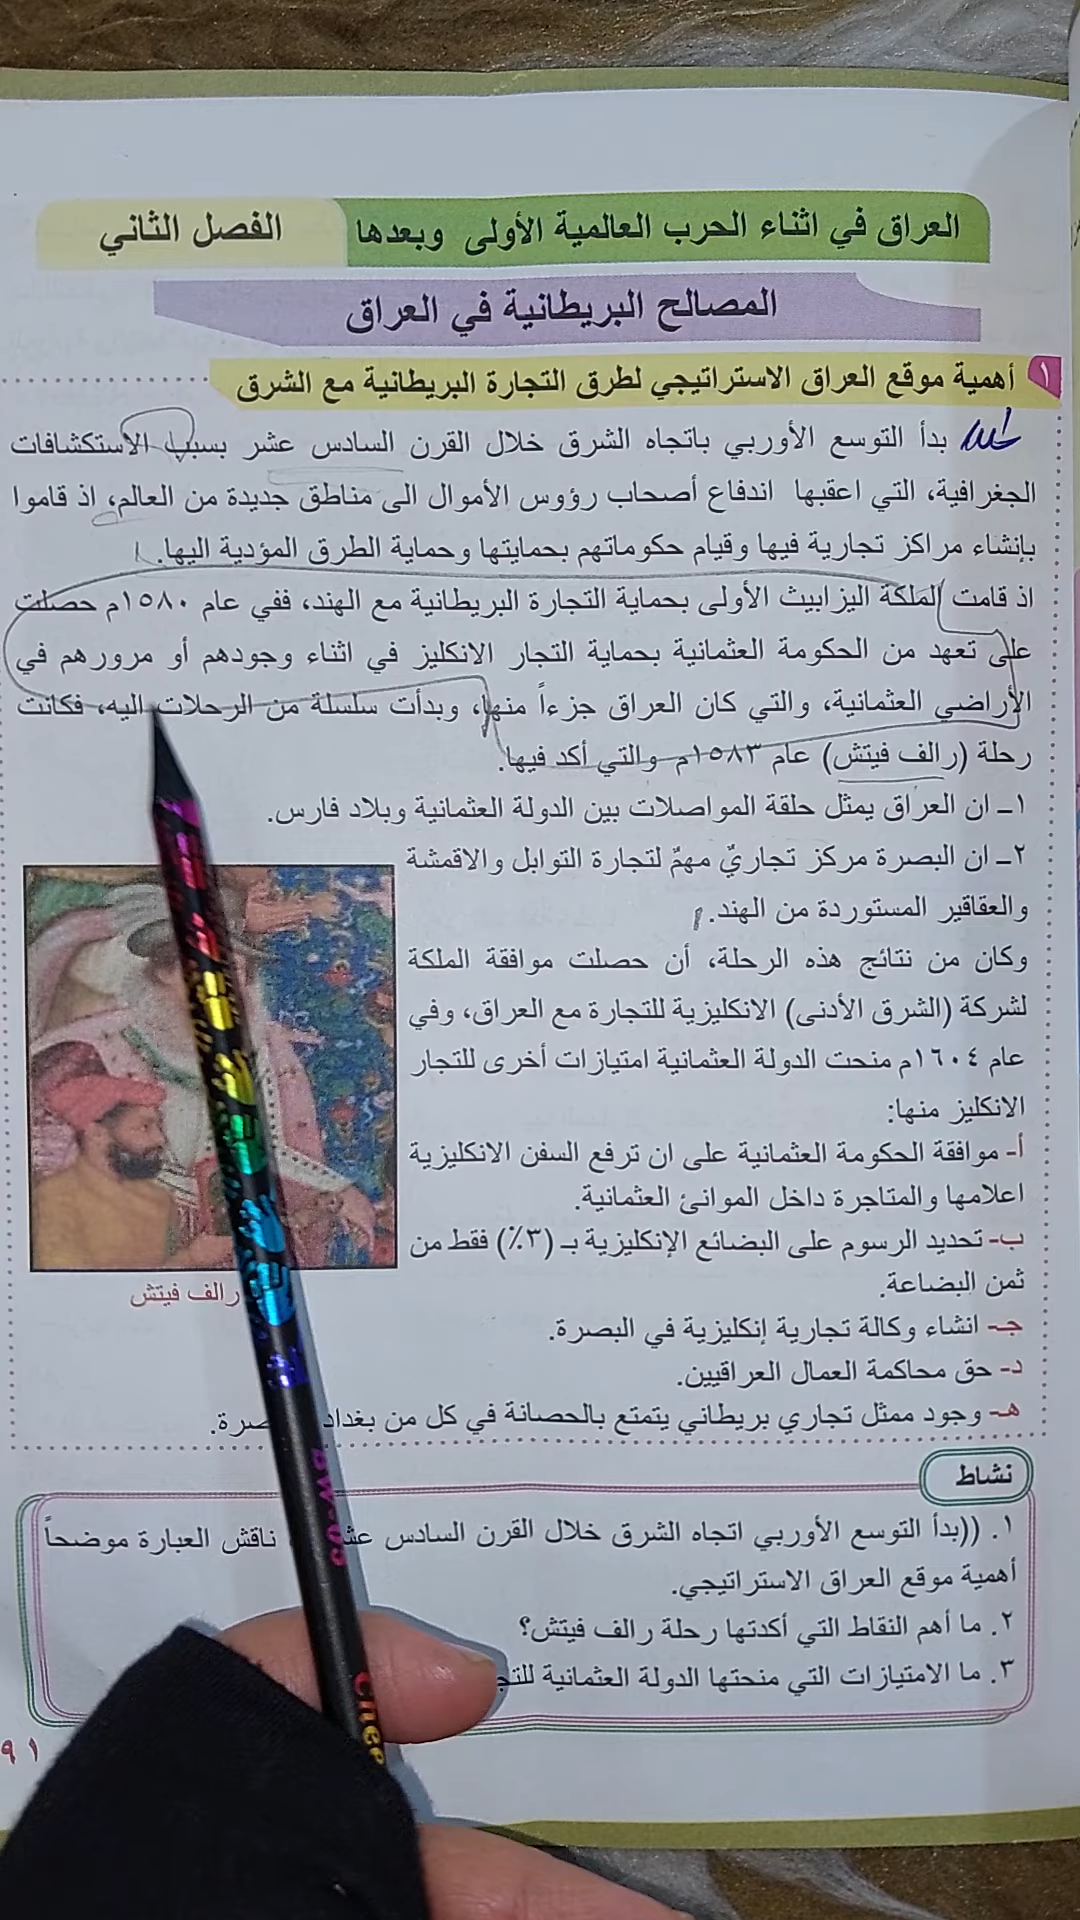 العراق في اثناء الحرب العالمية الأولى وبعدها
الفصل الثاني
المصالح البريطانية في العراق
١ أهمية موقع العراق الاستراتيجي لطرق التجارة البريطانية مع الشرق
بدأ التوسع الأوربي باتجاه الشرق خلال القرن السادس عشر بسبب الاستكشافات
الجغرافية، التي اعقبها اندفاع أصحاب رؤوس الأموال الى مناطق جديدة من العالم، اذ قاموا
بإنشاء مراكز تجارية فيها وقيام حكوماتهم بحمايتها وحماية الطرق المؤدية اليها.
اذ قامت الملكة اليزابيث الأولى بحماية التجارة البريطانية مع الهند، ففي عام ١٥٨٠م حصلت
على تعهد من الحكومة العثمانية بحماية التجار الانكليز في اثناء وجودهم أو مرورهم في
الأراضي العثمانية، والتي كان العراق جزءاً منها، وبدأت سلسلة من الرحلات اليه، فكانت
رحلة (رالف فيتش) عام ١٥٨٣م والتي أكد فيها.
١ـ ان العراق يمثل حلقة المواصلات بين الدولة العثمانية وبلاد فارس.
٢ـ ان البصرة مركز تجاريٌ مهمٌ لتجارة التوابل والاقمشة
والعقاقير المستوردة من الهند.
وكان من نتائج هذه الرحلة، أن حصلت موافقة الملكة
لشركة (الشرق الأدنى) الانكليزية للتجارة مع العراق، وفي
عام ١٦٠٤م منحت الدولة العثمانية امتيازات أخرى للتجار
الانكليز منها:
أ- موافقة الحكومة العثمانية على ان ترفع السفن الانكليزية
اعلامها والمتاجرة داخل الموانئ العثمانية.
ب- تحديد الرسوم على البضائع الإنكليزية بـ (٣٪) فقط من
ثمن البضاعة.
رالف فيتش
جـ- انشاء وكالة تجارية إنكليزية في البصرة.
د- حق محاكمة العمال العراقيين.
هـ- وجود ممثل تجاري بريطاني يتمتع بالحصانة في كل من بغداد
نشاط
١. ((بدأ التوسع الأوربي اتجاه الشرق خلال القرن السادس ناقش العبارة موضحاً
أهمية موقع العراق الاستراتيجي.
٢. ما أهم النقاط التي أكدتها رحلة رالف فيتش؟
٣. ما الامتيازات التي منحتها الدولة العثمانية
٩١